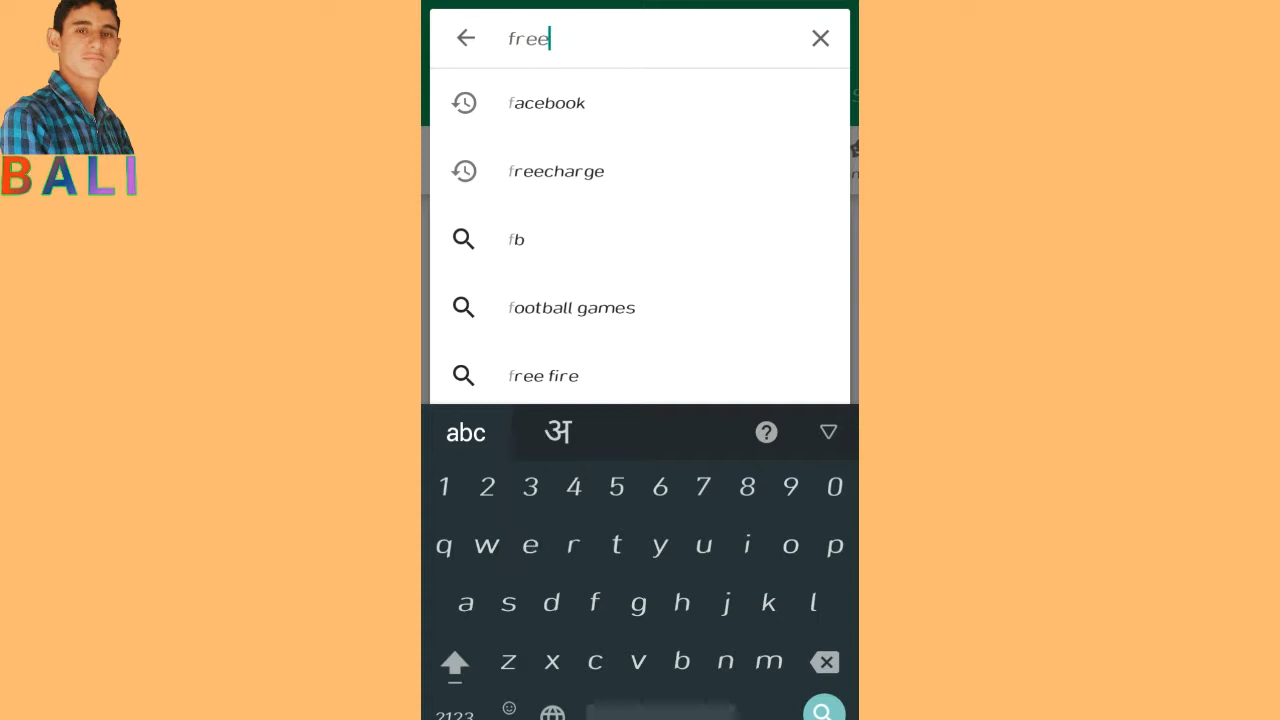 BALI
free
facebook
freecharge
fb
football games
free fire
abc अ ?
1 2 3 4 5 6 7 8 9 0
q w e r t y u i o p
a s d f g h j k l
z x c v b n m